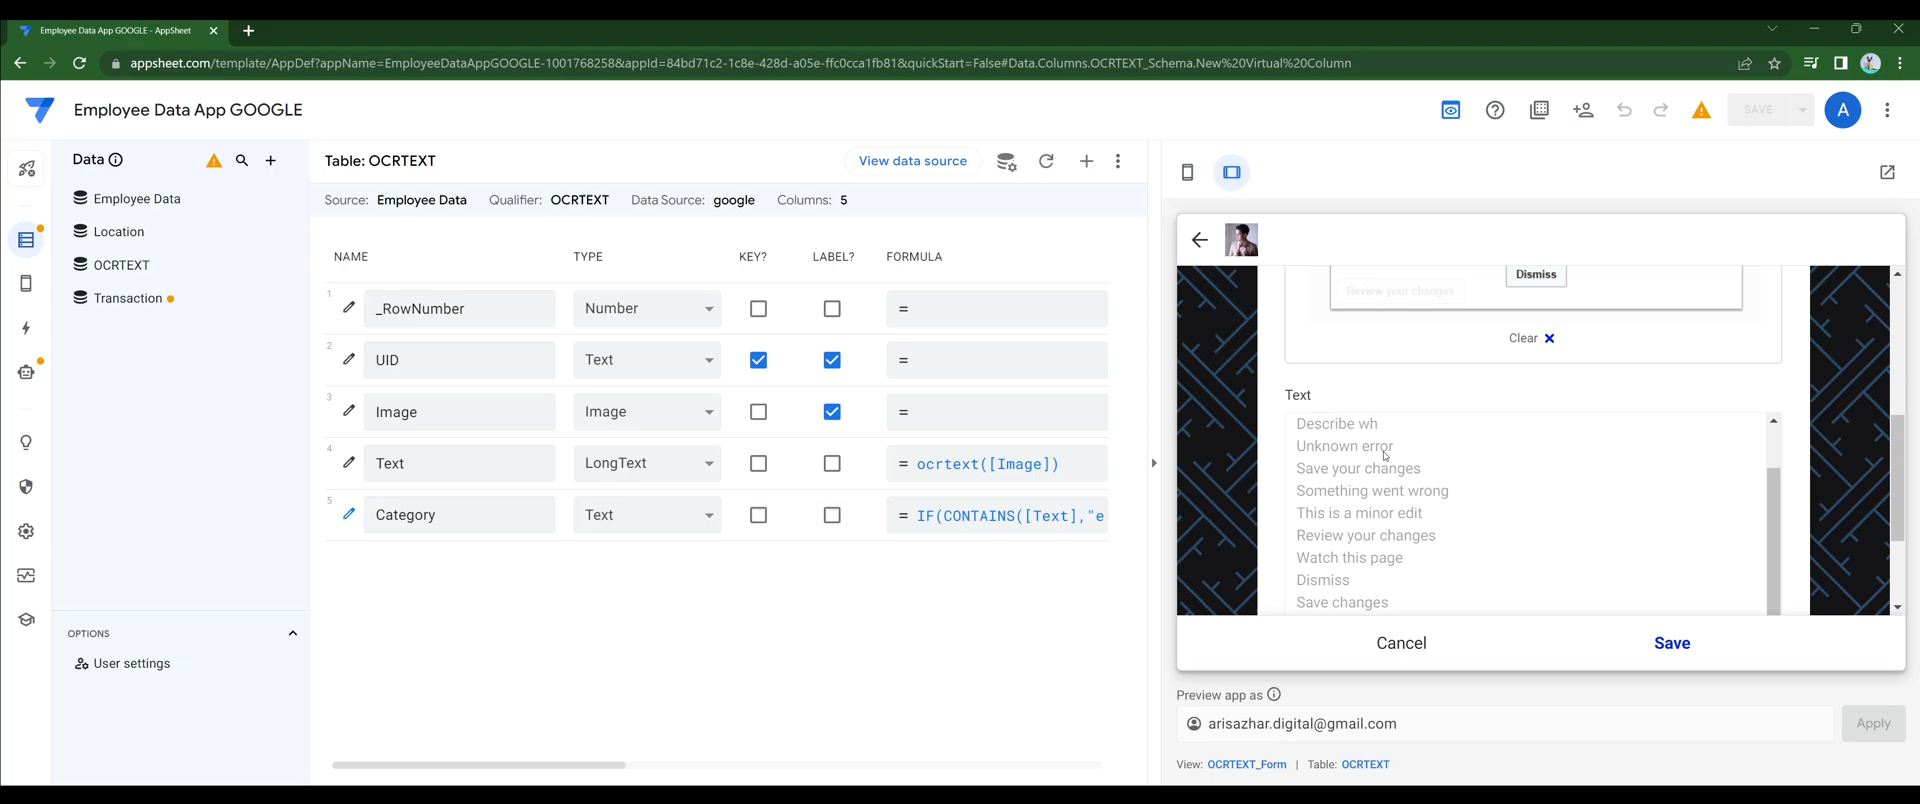 Employee Data App GOOGLE - AppSheet
appsheet.com/template/AppDef?appName=EmployeeDataAppGOOGLE-1001768258&appId=84bd71c2-1c8e-428d-a05e-ffc0cca1fb81&quickStart=False#Data.Columns.OCRTEXT_Schema.New%20Virtual%20Column
Employee Data App GOOGLE
SAVE
A
Data
Employee Data
Location
OCRTEXT
Transaction
OPTIONS
User settings
Table: OCRTEXT
View data source
Source: Employee Data Qualifier: OCRTEXT Data Source: google Columns: 5
NAME TYPE KEY? LABEL? FORMULA
1 _RowNumber Number =
2 UID Text =
3 Image Image =
4 Text LongText = ocrtext([Image])
5 Category Text = IF(CONTAINS([Text],"e
Dismiss
Review your changes
Clear
Text
Describe wh
Unknown error
Save your changes
Something went wrong
This is a minor edit
Review your changes
Watch this page
Dismiss
Save changes
Cancel Save
Preview app as
arisazhar.digital@gmail.com
Apply
View: OCRTEXT_Form | Table: OCRTEXT